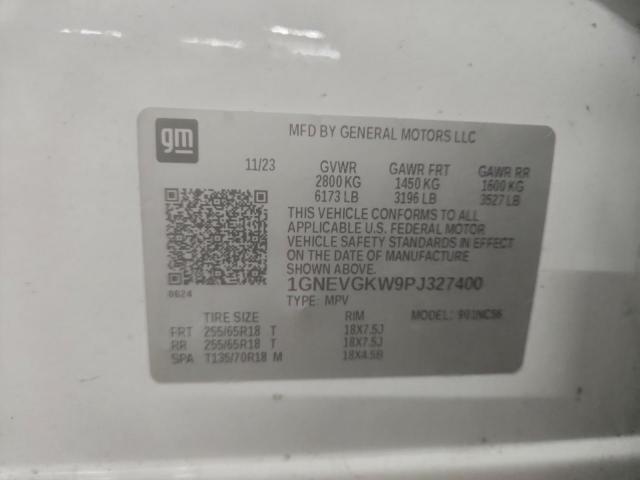 gm
MFD BY GENERAL MOTORS LLC
11/23 GVWR GAWR FRT GAWR RR
2800 KG 1450 KG 1600 KG
6173 LB 3196 LB 3527 LB
THIS VEHICLE CONFORMS TO ALL
APPLICABLE U.S. FEDERAL MOTOR
VEHICLE SAFETY STANDARDS IN EFFECT
ON THE DATE OF MANUFACTURE
SHOWN ABOVE.
0624
1GNEVGKW9PJ327400
TYPE: MPV
TIRE SIZE RIM MODEL:
FRT 255/65R18 T 18X7.5J
RR 255/65R18 T 18X7.5J
SPA T135/70R18 M 18X4.5B